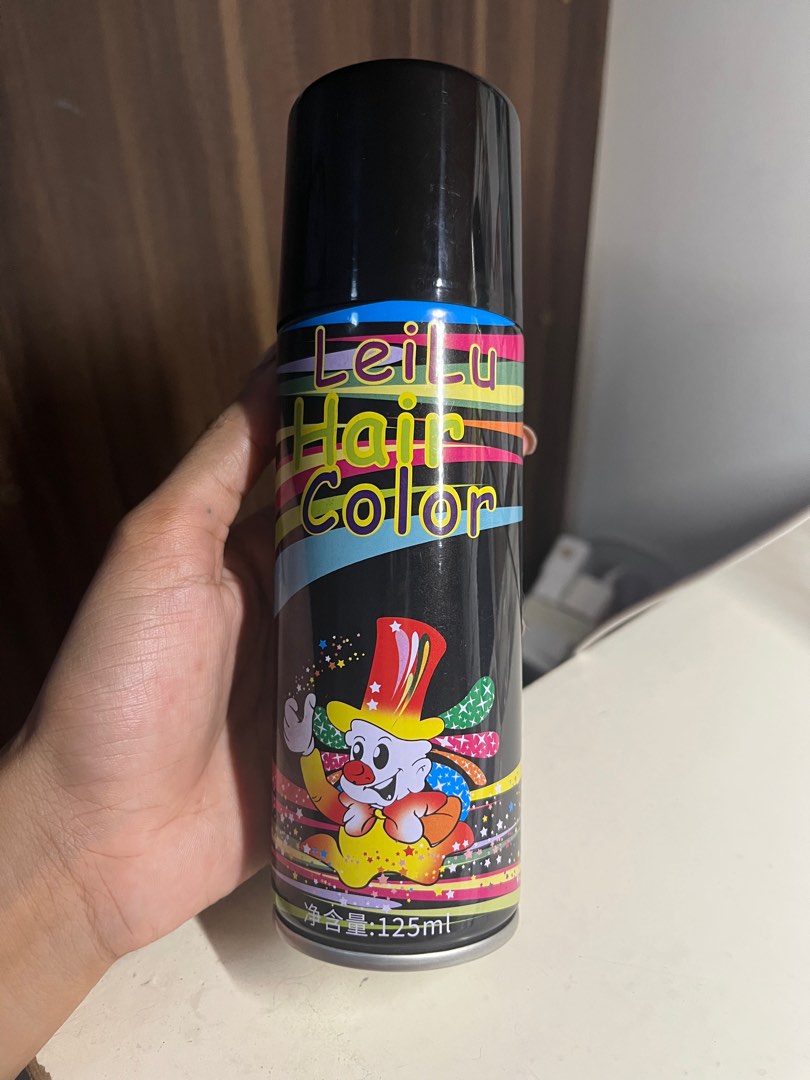 LeiLu
Hair
Color
净含量:125ml